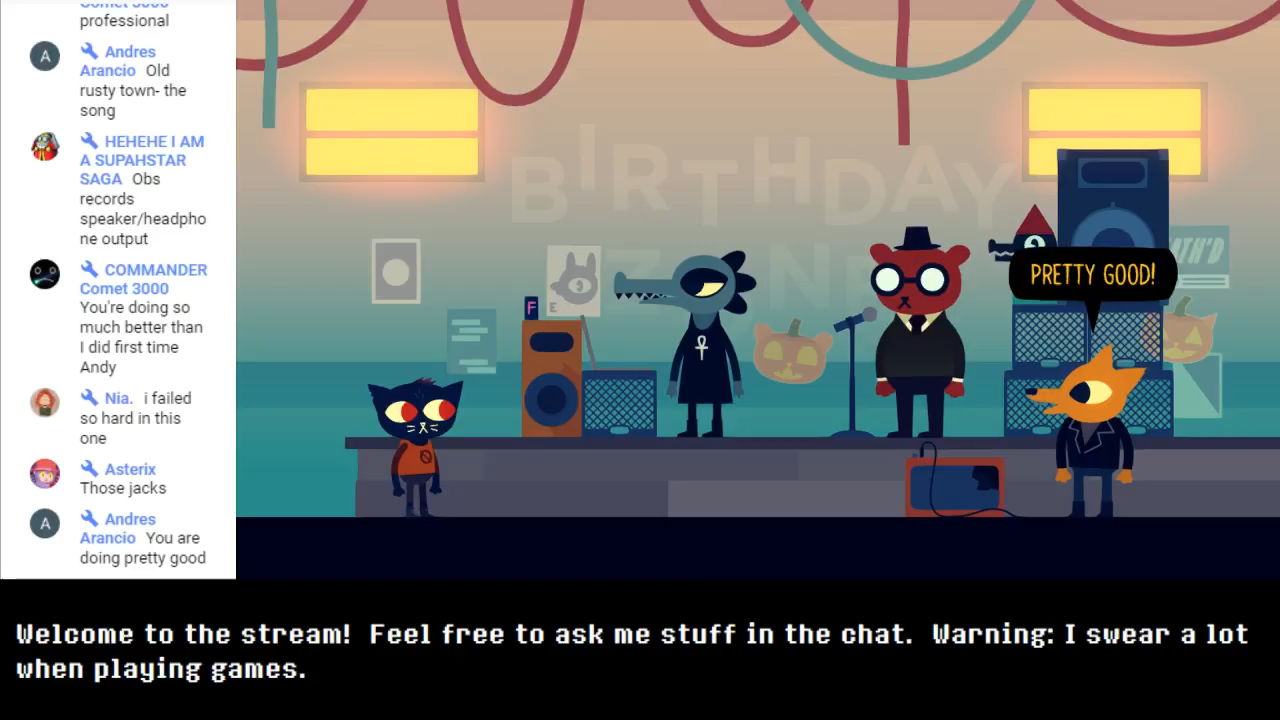 Comet 3000
professional
A
Andres
Arancio Old
rusty town- the
song
HEHEHE I AM
A SUPAHSTAR
SAGA Obs
records
speaker/headpho
ne output
COMMANDER
Comet 3000
You're doing so
much better than
I did first time
Andy
Nia. i failed
so hard in this
one
Asterix
Those jacks
A
Andres
Arancio You are
doing pretty good
BIRTHDAY
F
E
PRETTY GOOD!
Welcome to the stream! Feel free to ask me stuff in the chat. Warning: I swear a lot
when playing games.